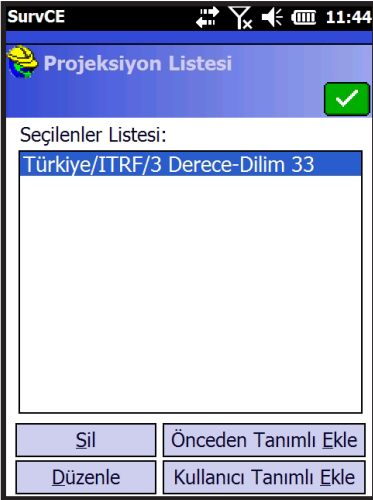 SurvCE 11:44
Projeksiyon Listesi
Seçilenler Listesi:
Türkiye/ITRF/3 Derece-Dilim 33
Sil Önceden Tanımlı Ekle
Düzenle Kullanıcı Tanımlı Ekle